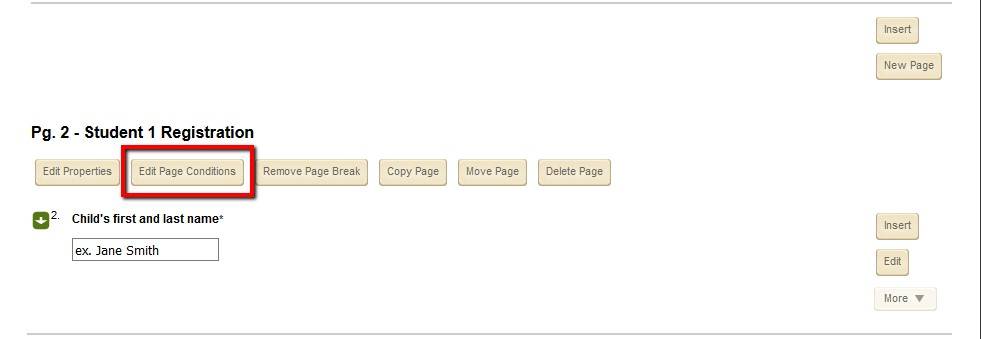 Insert
New Page
Pg. 2 - Student 1 Registration
Edit Properties Edit Page Conditions Remove Page Break Copy Page Move Page Delete Page
2. Child's first and last name* Insert
ex. Jane Smith
Edit
More ▼